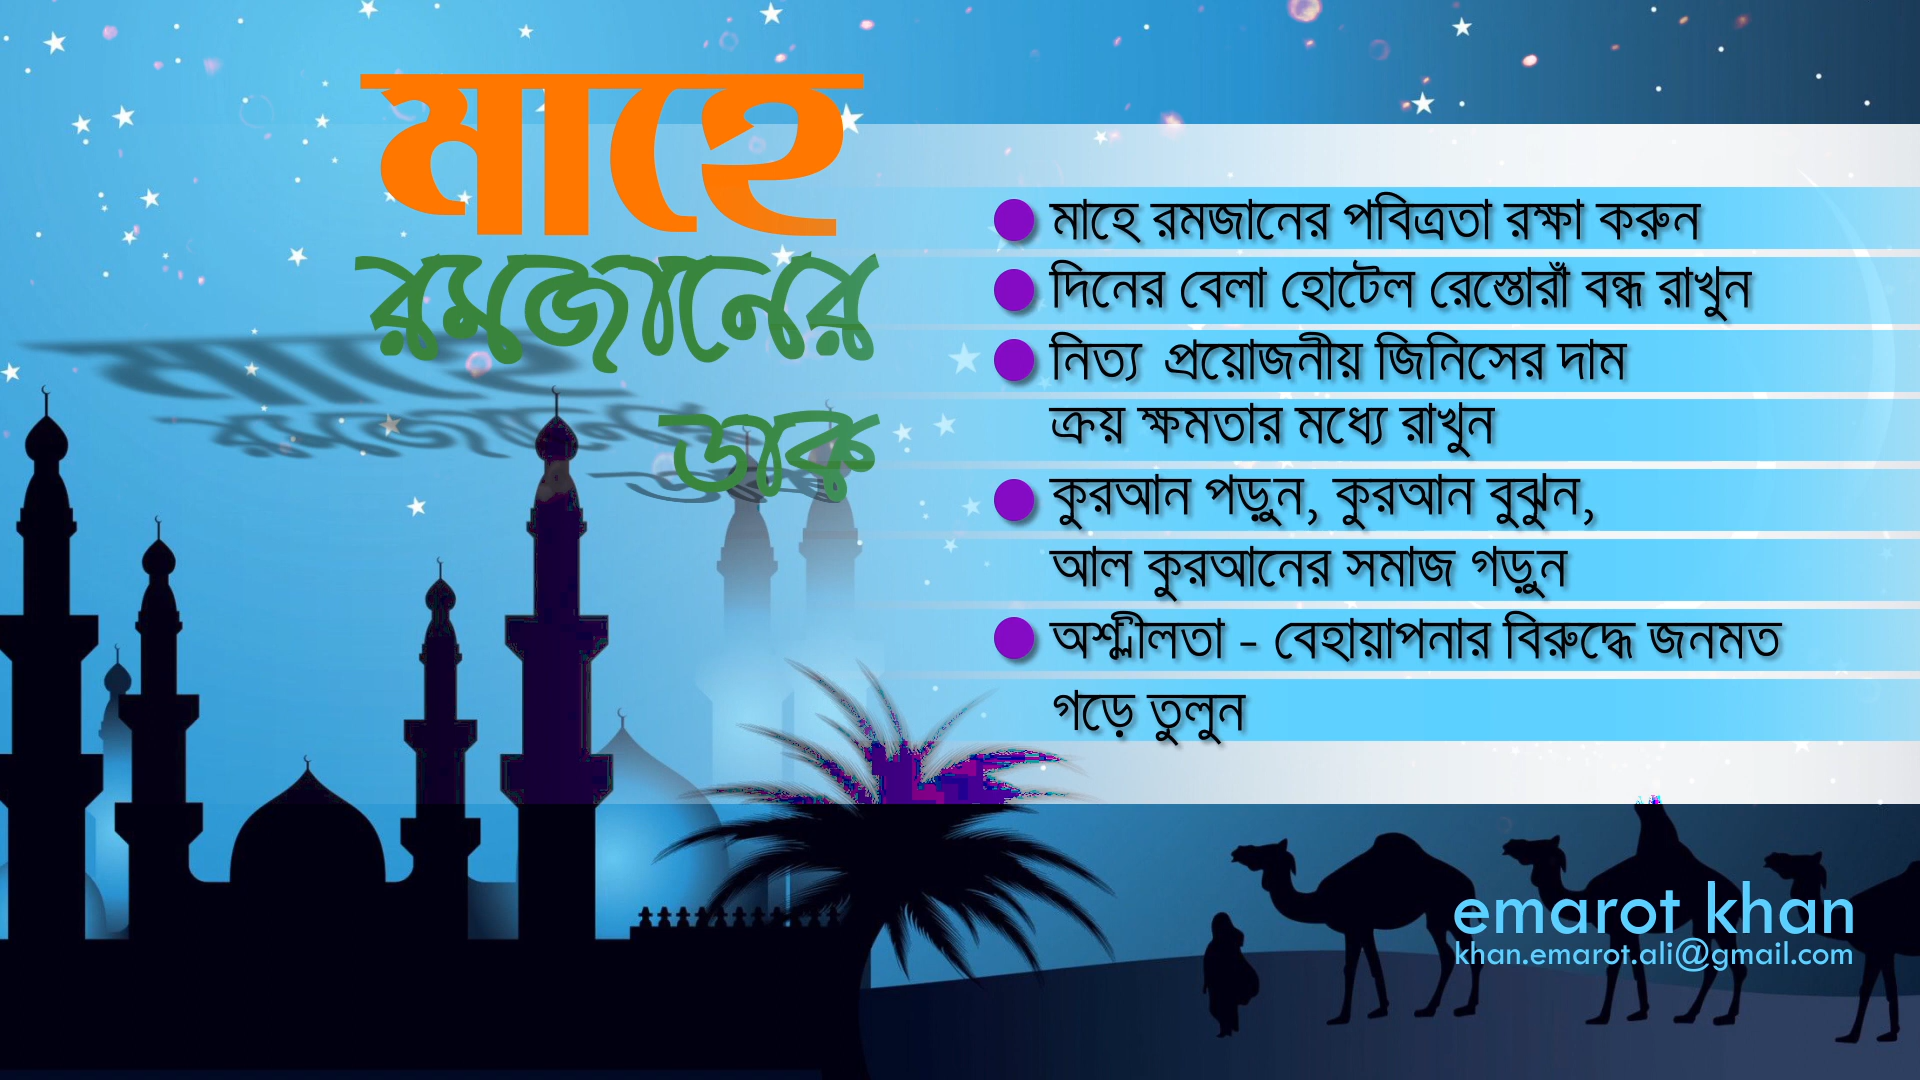 মাহে
রমজানের
ডাক
মাহে রমজানের পবিত্রতা রক্ষা করুন
দিনের বেলা হোটেল রেস্তোরাঁ বন্ধ রাখুন
নিত্য প্রয়োজনীয় জিনিসের দাম
ক্রয় ক্ষমতার মধ্যে রাখুন
কুরআন পড়ুন, কুরআন বুঝুন,
আল কুরআনের সমাজ গড়ুন
অশ্লীলতা - বেহায়াপনার বিরুদ্ধে জনমত
গড়ে তুলুন
emarot khan
khan.emarot.ali@gmail.com